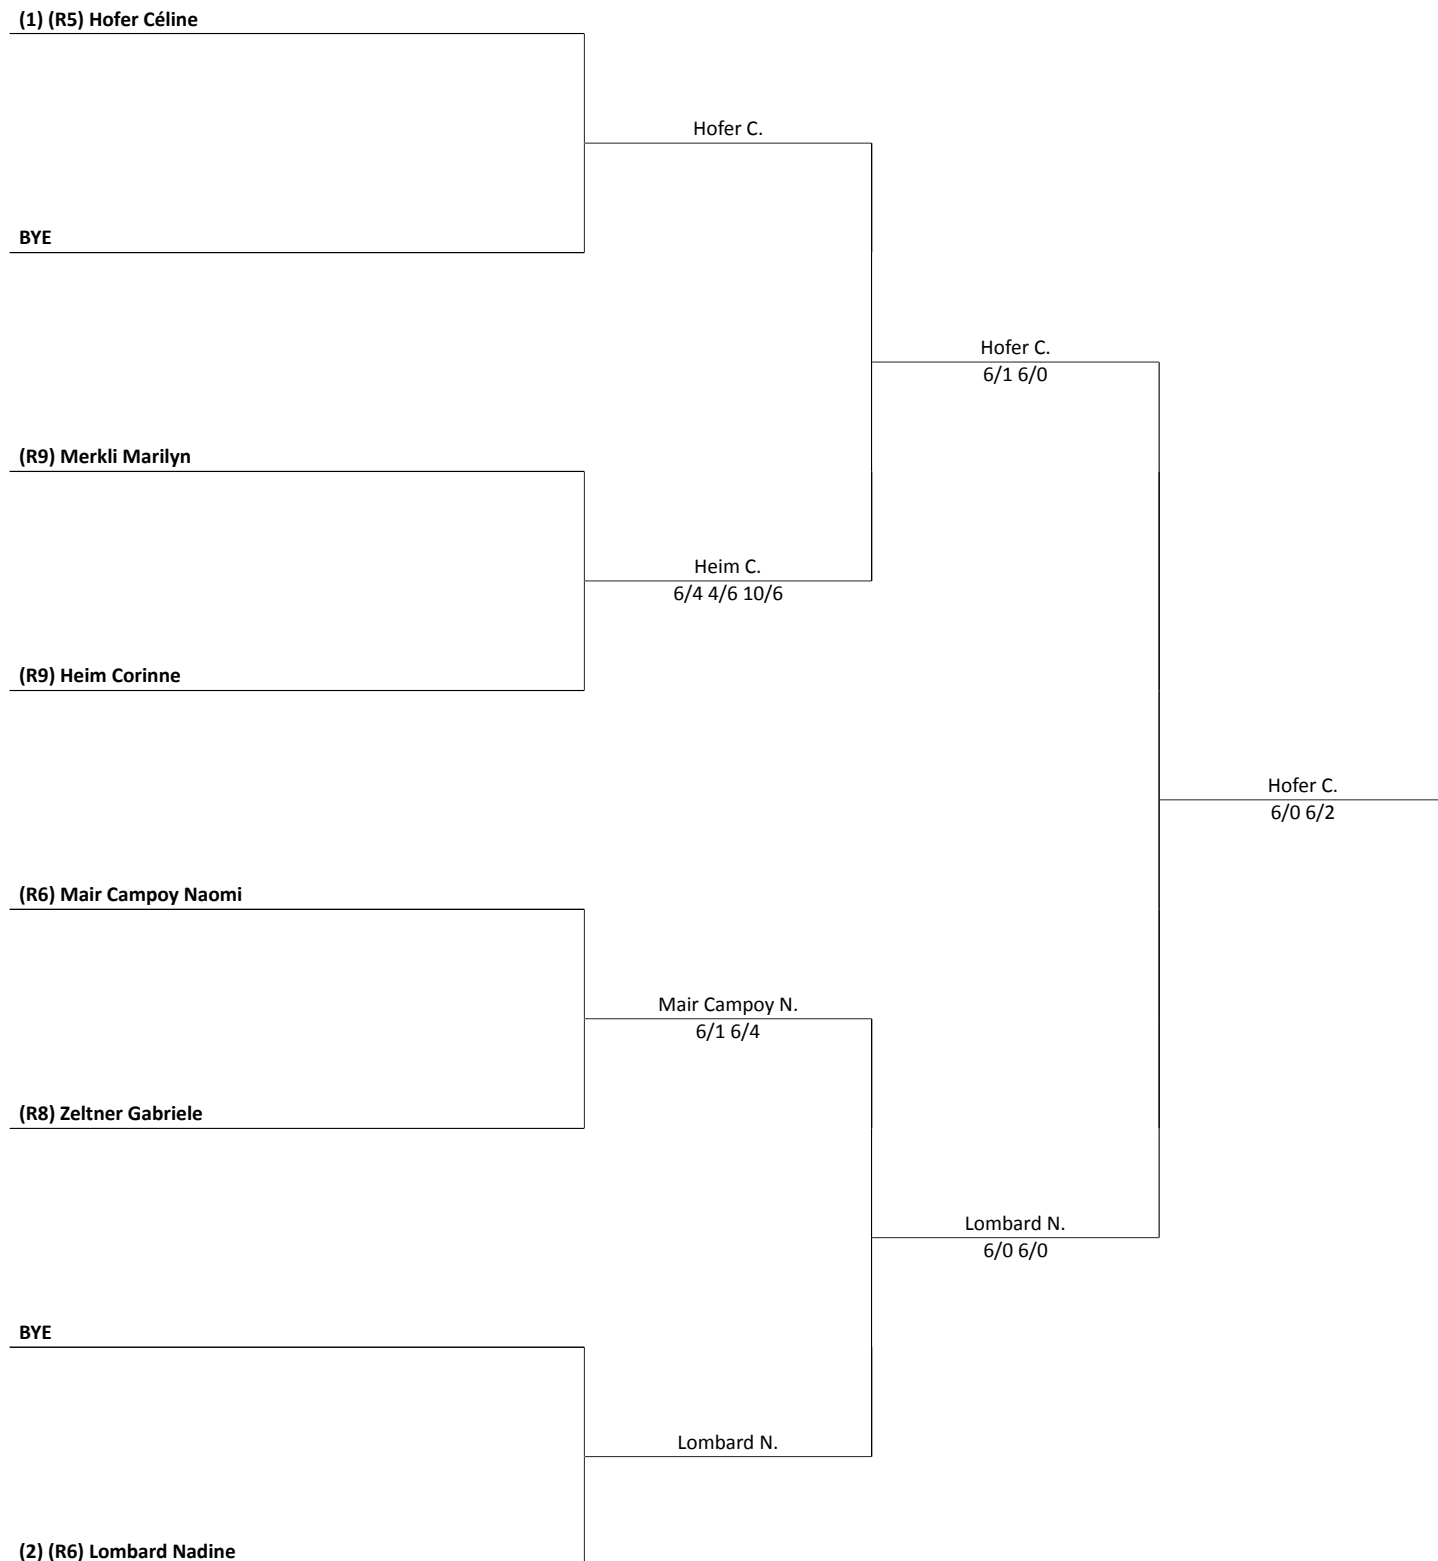 (1) (R5) Hofer Céline
Hofer C.
BYE
Hofer C.
6/1 6/0
(R9) Merkli Marilyn
Heim C.
6/4 4/6 10/6
(R9) Heim Corinne
Hofer C.
6/0 6/2
(R6) Mair Campoy Naomi
Mair Campoy N.
6/1 6/4
(R8) Zeltner Gabriele
Lombard N.
6/0 6/0
BYE
Lombard N.
(2) (R6) Lombard Nadine